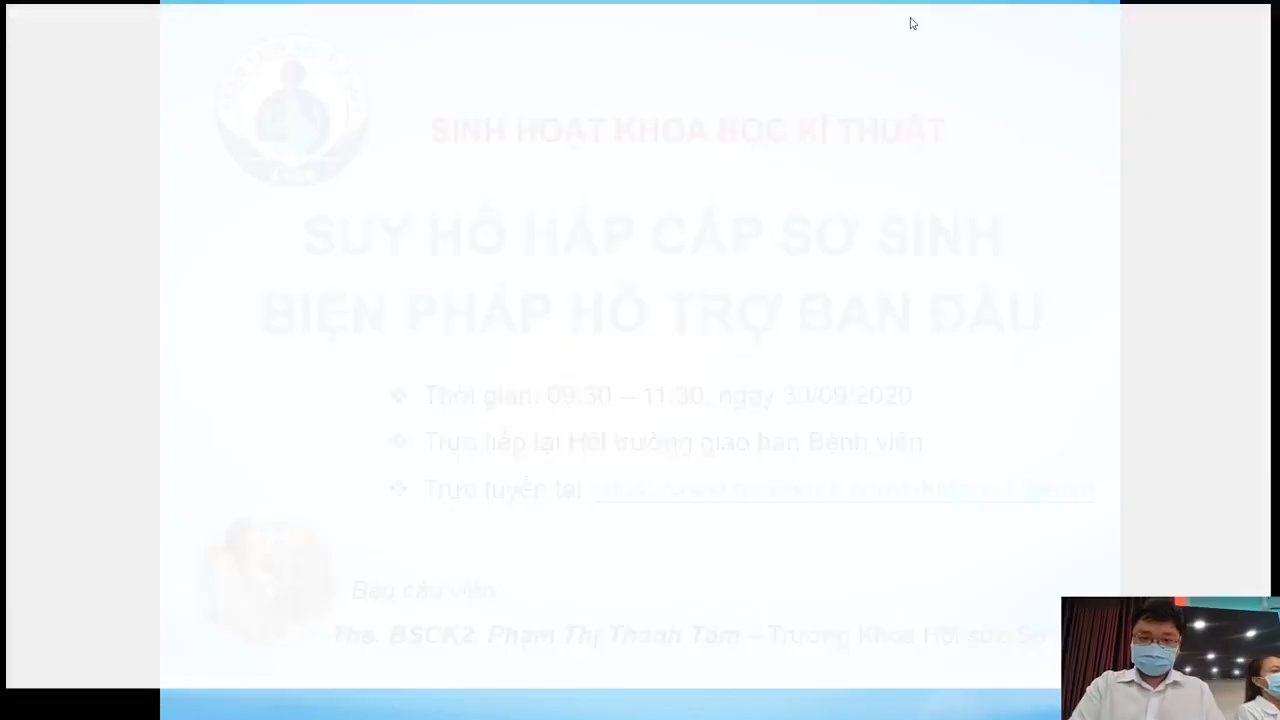 SINH HOẠT KHOA HỌC KĨ THUẬT
SUY HÔ HẤP CẤP SƠ SINH
BIỆN PHÁP HỖ TRỢ BAN ĐẦU
Thời gian: 09.30 – 11.30, ngày 30/09/2020
Trực tiếp tại Hội trường giao ban Bệnh viện
Trực tuyến tại
Báo cáo viên
Ths. BSCK2. Phạm Thị Thanh Tâm – Trưởng Khoa Hồi sức Sơ